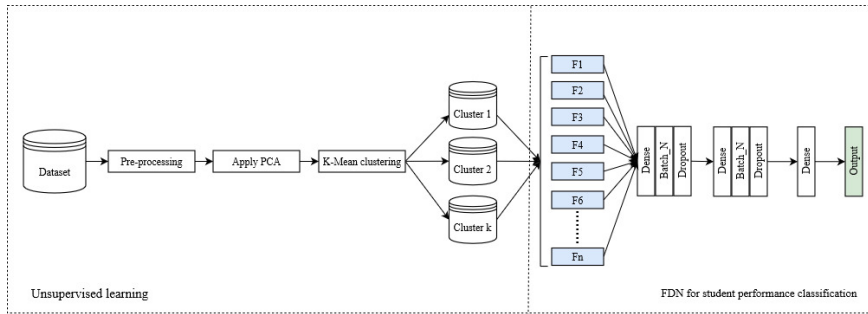 Dataset
Pre-processing
Apply PCA
K-Mean clustering
Cluster 1
Cluster 2
Cluster k
Unsupervised learning
F1
F2
F3
F4
F5
F6
Fn
Dense
Batch_N
Dropout
Dense
Batch_N
Dropout
Dense
Output
FDN for student performance classification